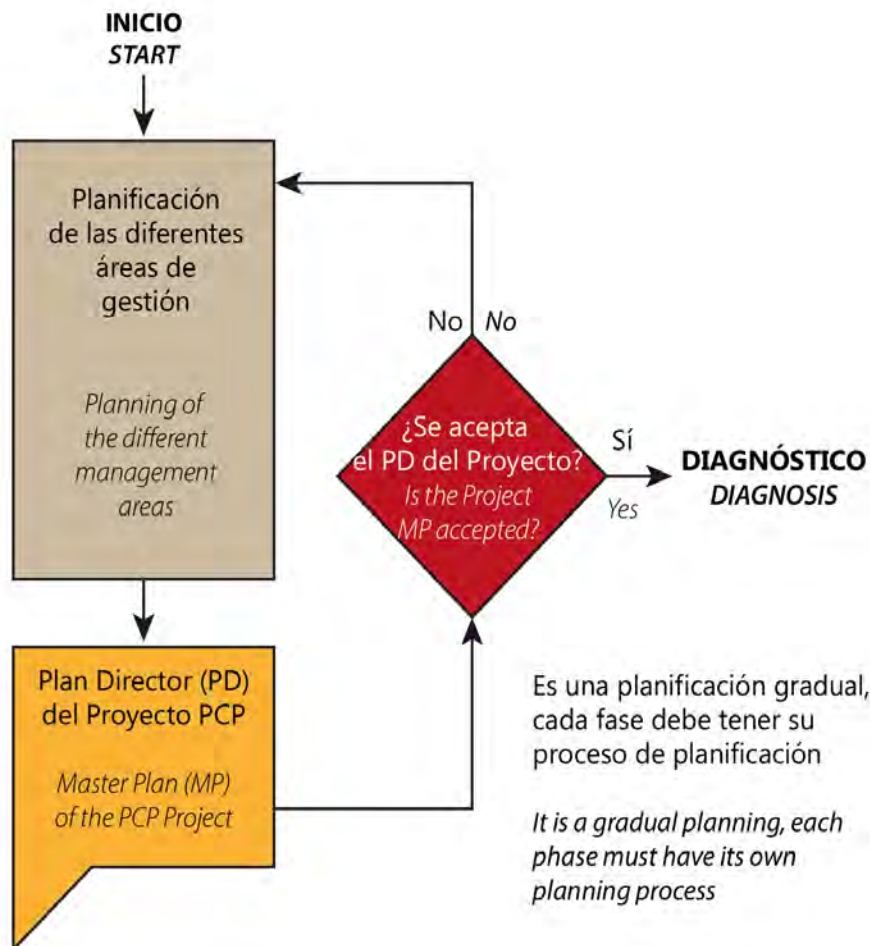 INICIO
START
Planificación
de las diferentes
áreas de
gestión
Planning of
the different
management
areas
No No
¿Se acepta
el PD del Proyecto?
Is the Project
MP accepted?
Sí
Yes
DIAGNÓSTICO
DIAGNOSIS
Plan Director (PD)
del Proyecto PCP
Master Plan (MP)
of the PCP Project
Es una planificación gradual,
cada fase debe tener su
proceso de planificación
It is a gradual planning, each
phase must have its own
planning process